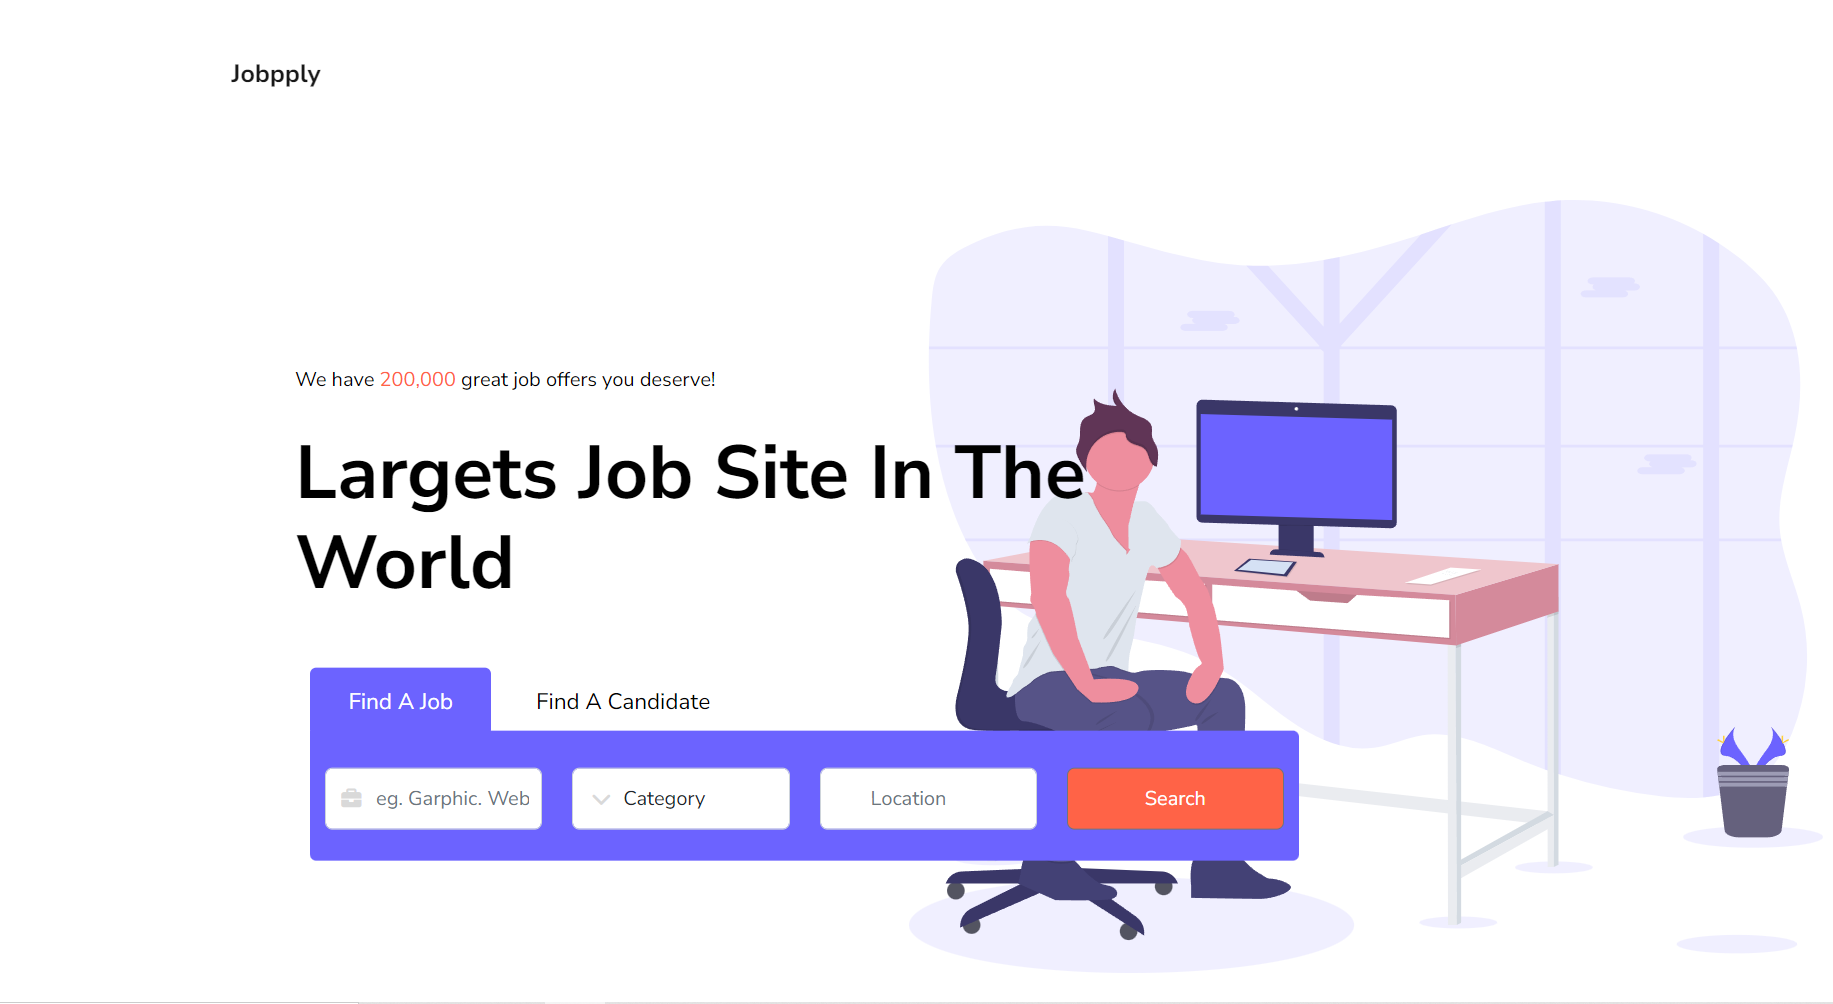 Jobpply
We have 200,000 great job offers you deserve!
Largets Job Site In The
World
Find A Job
Find A Candidate
eg. Garphic. Web
Category
Location
Search